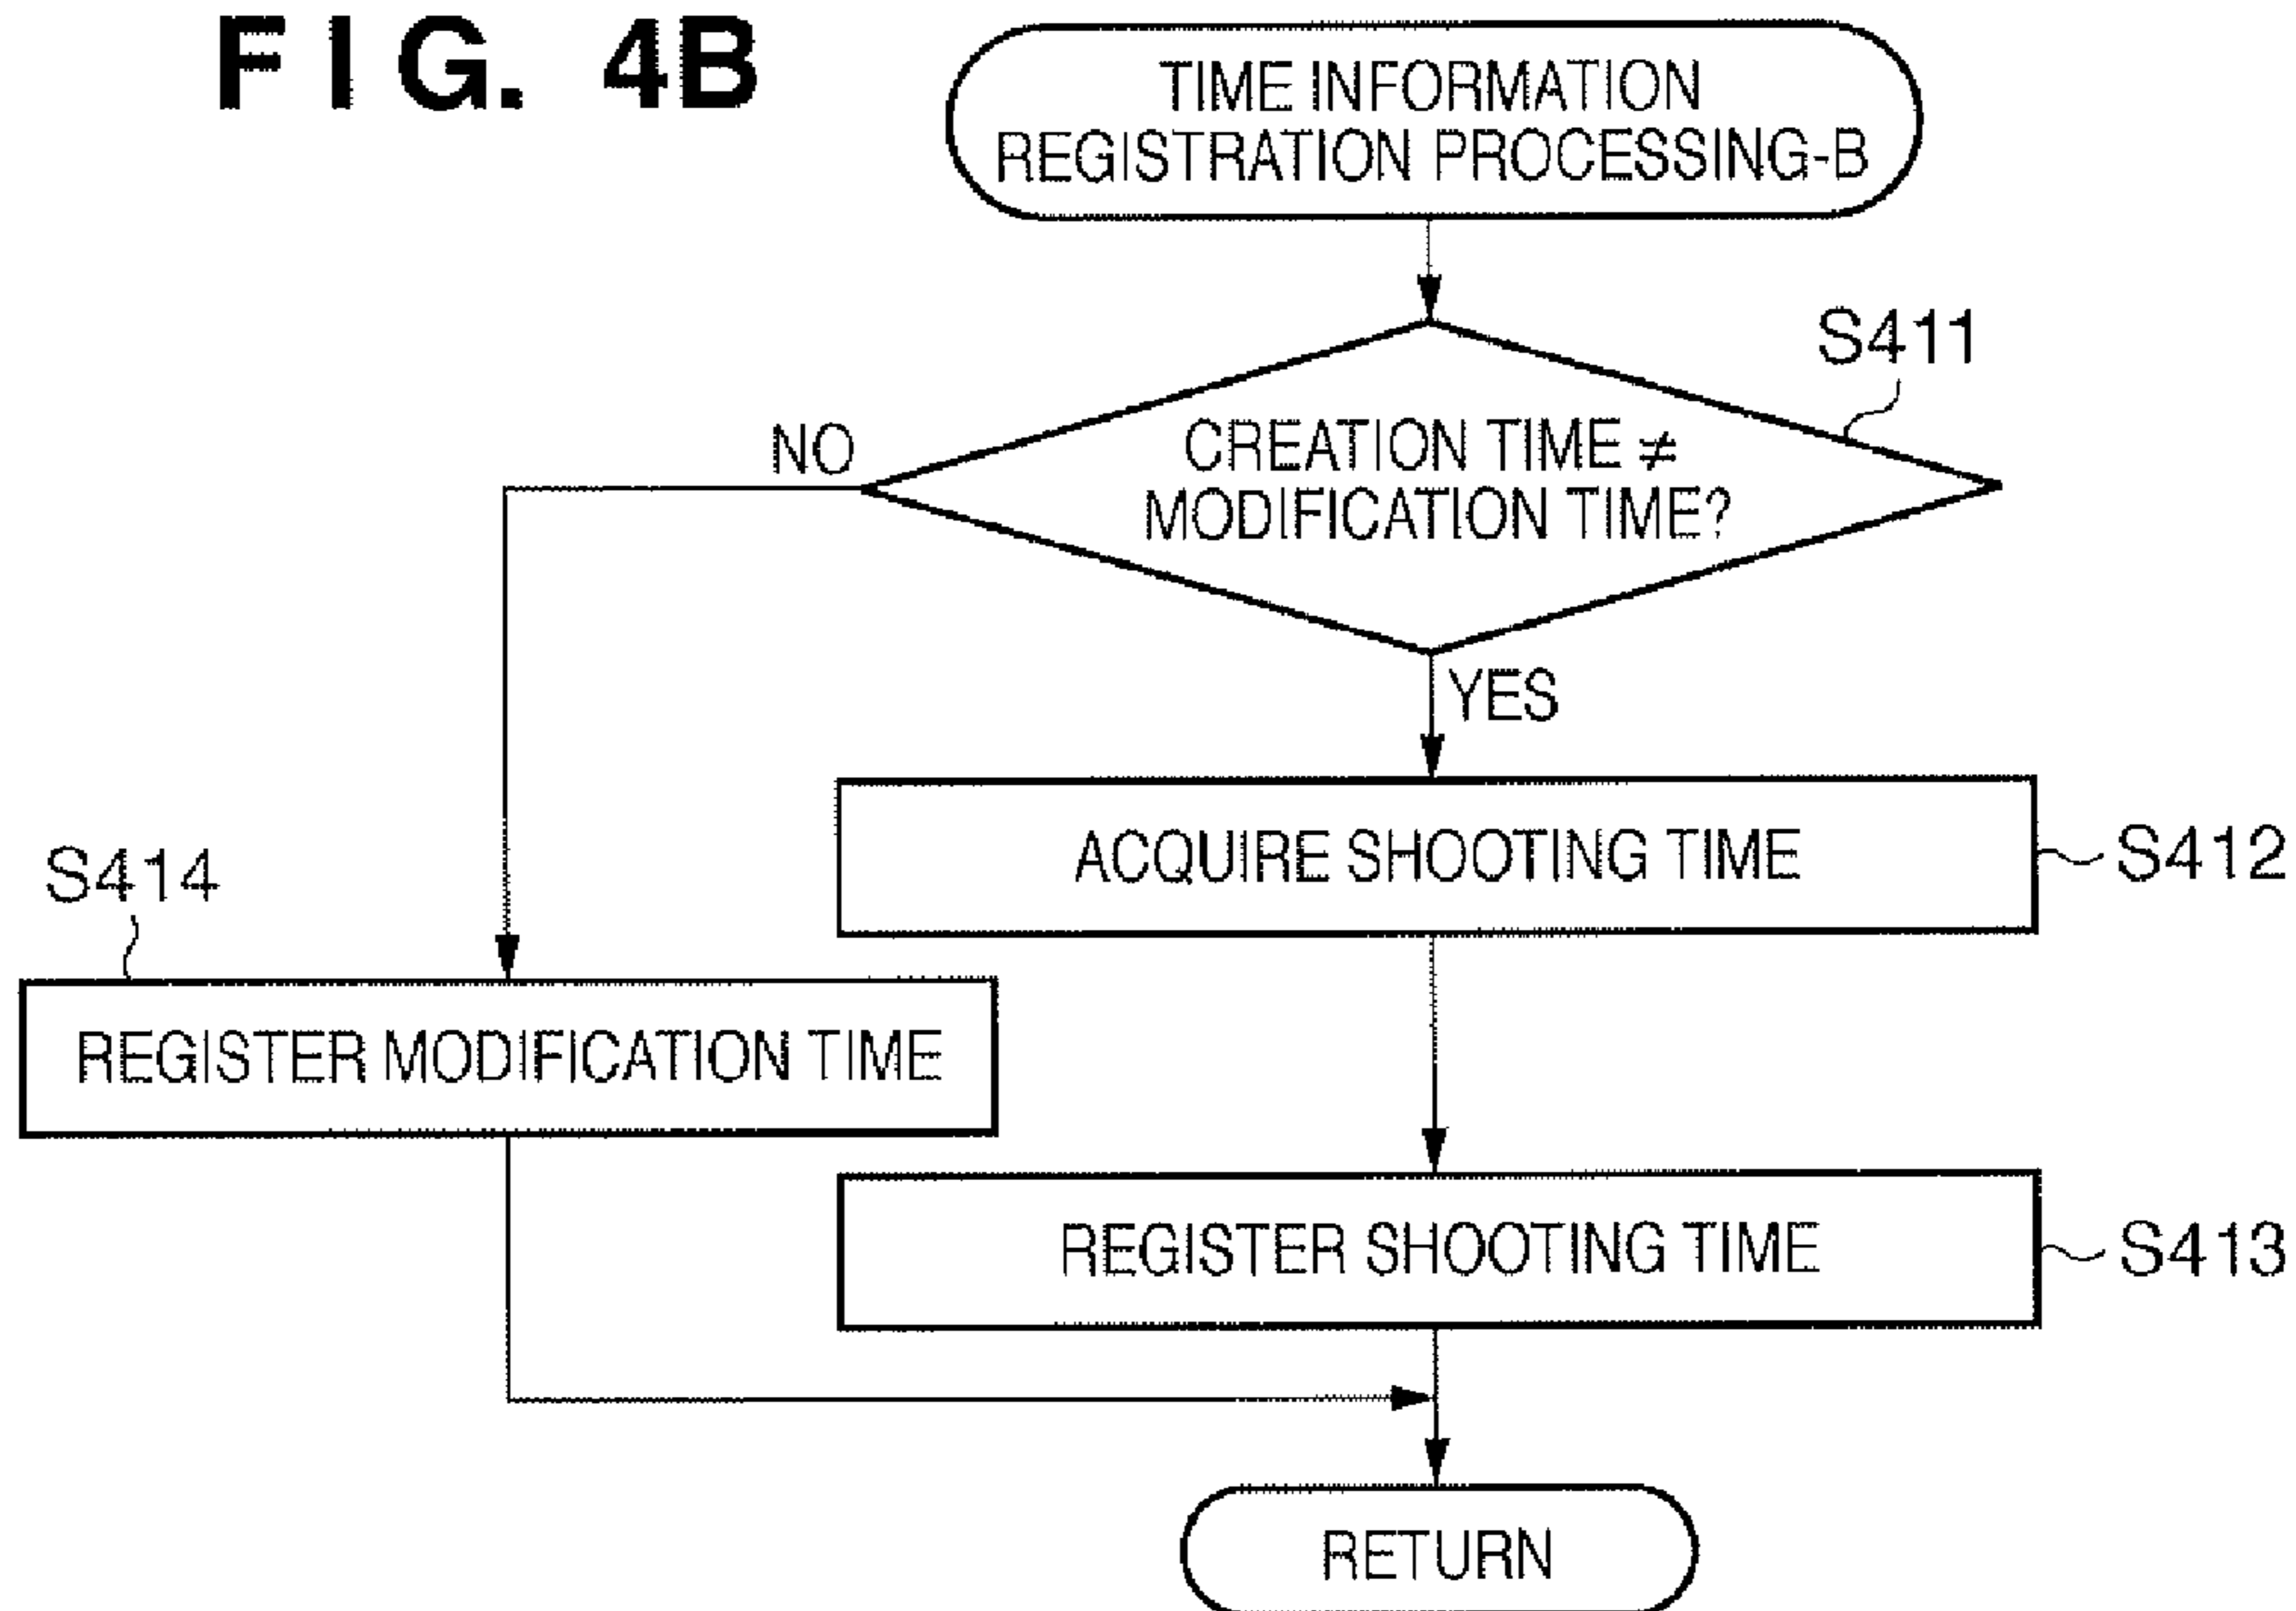 FIG. 4B
TIME INFORMATION
REGISTRATION PROCESSING-B
S411
CREATION TIME ≠
MODIFICATION TIME?
NO
YES
ACQUIRE SHOOTING TIME
S412
S414
REGISTER MODIFICATION TIME
REGISTER SHOOTING TIME
S413
RETURN